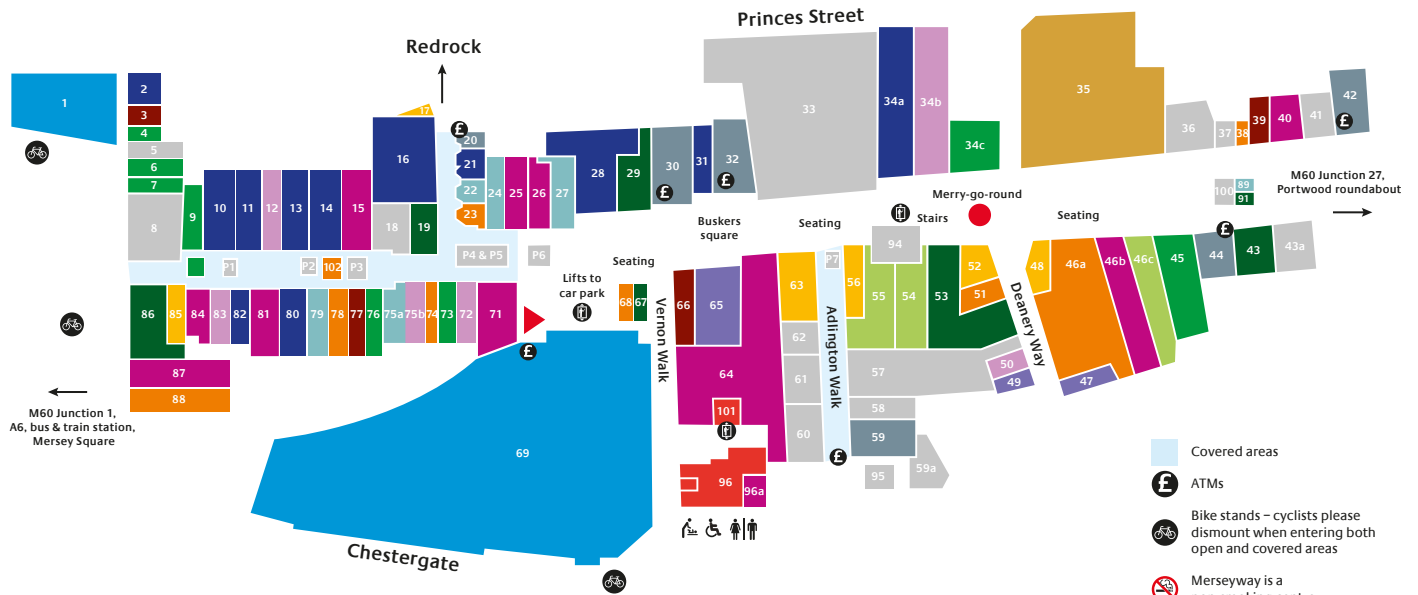 Princes Street
Redrock
1
2
3
4
5
6
7
8
9
10
11
12
13
14
15
16
17
18
19
20
21
22
23
24
25
26
27
28
29
30
31
32
33
34a
34b
34c
35
36
37
38
39
40
41
42
£
£
£
£
Merry-go-round
M60 Junction 27,
Portwood roundabout
100
89
91
Buskers
square
Seating
Stairs
Seating
P1
P2
102
P3
P4 & P5
P6
Seating
Lifts to
car park
86
85
84
83
82
81
80
79
78
77
76
75a
75b
74
73
72
71
£
68
67
Vernon Walk
66
65
64
63
62
61
60
P7
Adlington Walk
56
55
54
94
53
52
51
Deanery Way
48
46a
46b
46c
45
44
£
43
43a
57
50
49
47
58
59
59a
95
£
87
88
M60 Junction 1,
A6, bus & train station,
Mersey Square
69
101
96
96a
Chestergate
Covered areas
£
ATMs
Bike stands – cyclists please
dismount when entering both
open and covered areas
Merseyway is a